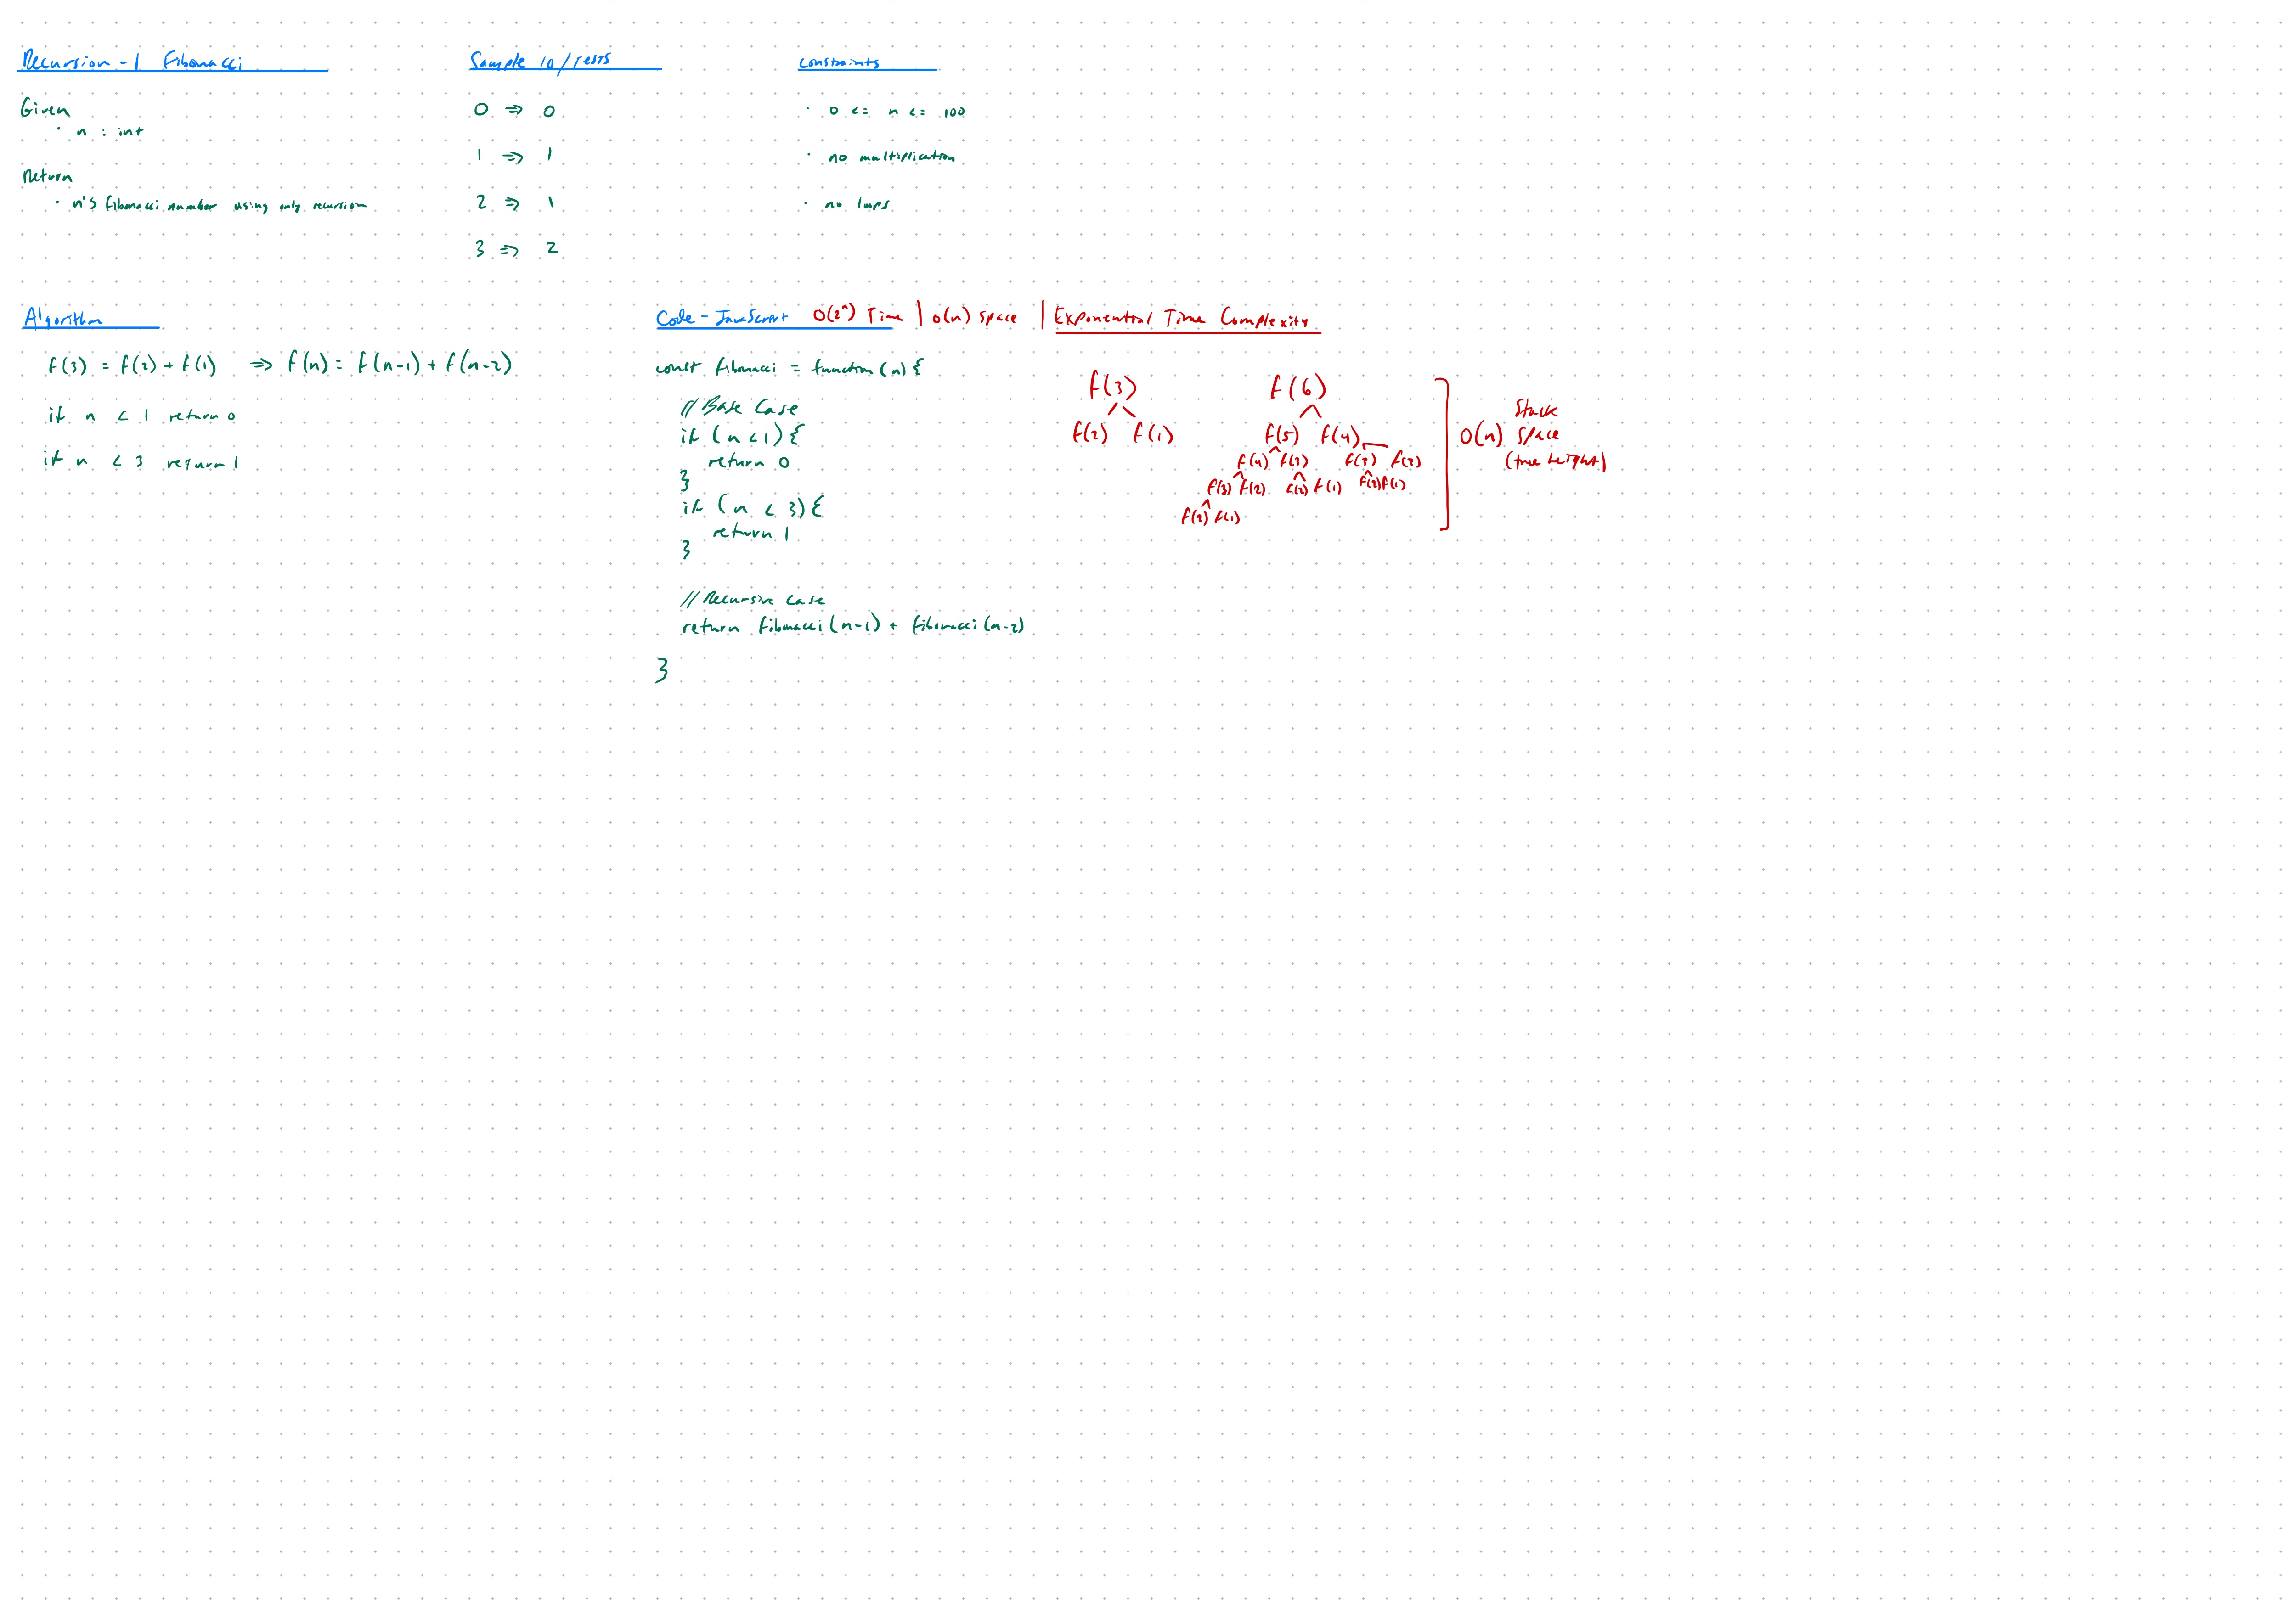 Recursion - 1 Fibonacci
Given
· n : int
Return
· n's fibonacci number using only recursion
Sample IO/Tests
0 => 0
1 => 1
2 => 1
3 => 2
Constraints
· 0 <= n <= 100
· no multiplication
· no loops
Algorithm
f(3) = f(2) + f(1) => f(n) = f(n-1) + f(n-2)
if n < 1 return 0
if n < 3 return 1
Code - JavaScript O(2^n) Time | O(n) Space | Exponential Time Complexity
const fibonacci = function(n) {
// Base Case
if (n < 1) {
return 0
}
if (n < 3) {
return 1
}
// Recursive Case
return fibonacci(n-1) + fibonacci(n-2)
}
f(3)
f(2) f(1)
f(6)
f(5) f(4)
f(4) f(3) f(3) f(2)
f(3) f(2) f(2) f(1) f(2) f(1)
f(2) f(1)
O(n) Stack
Space
(tree height)